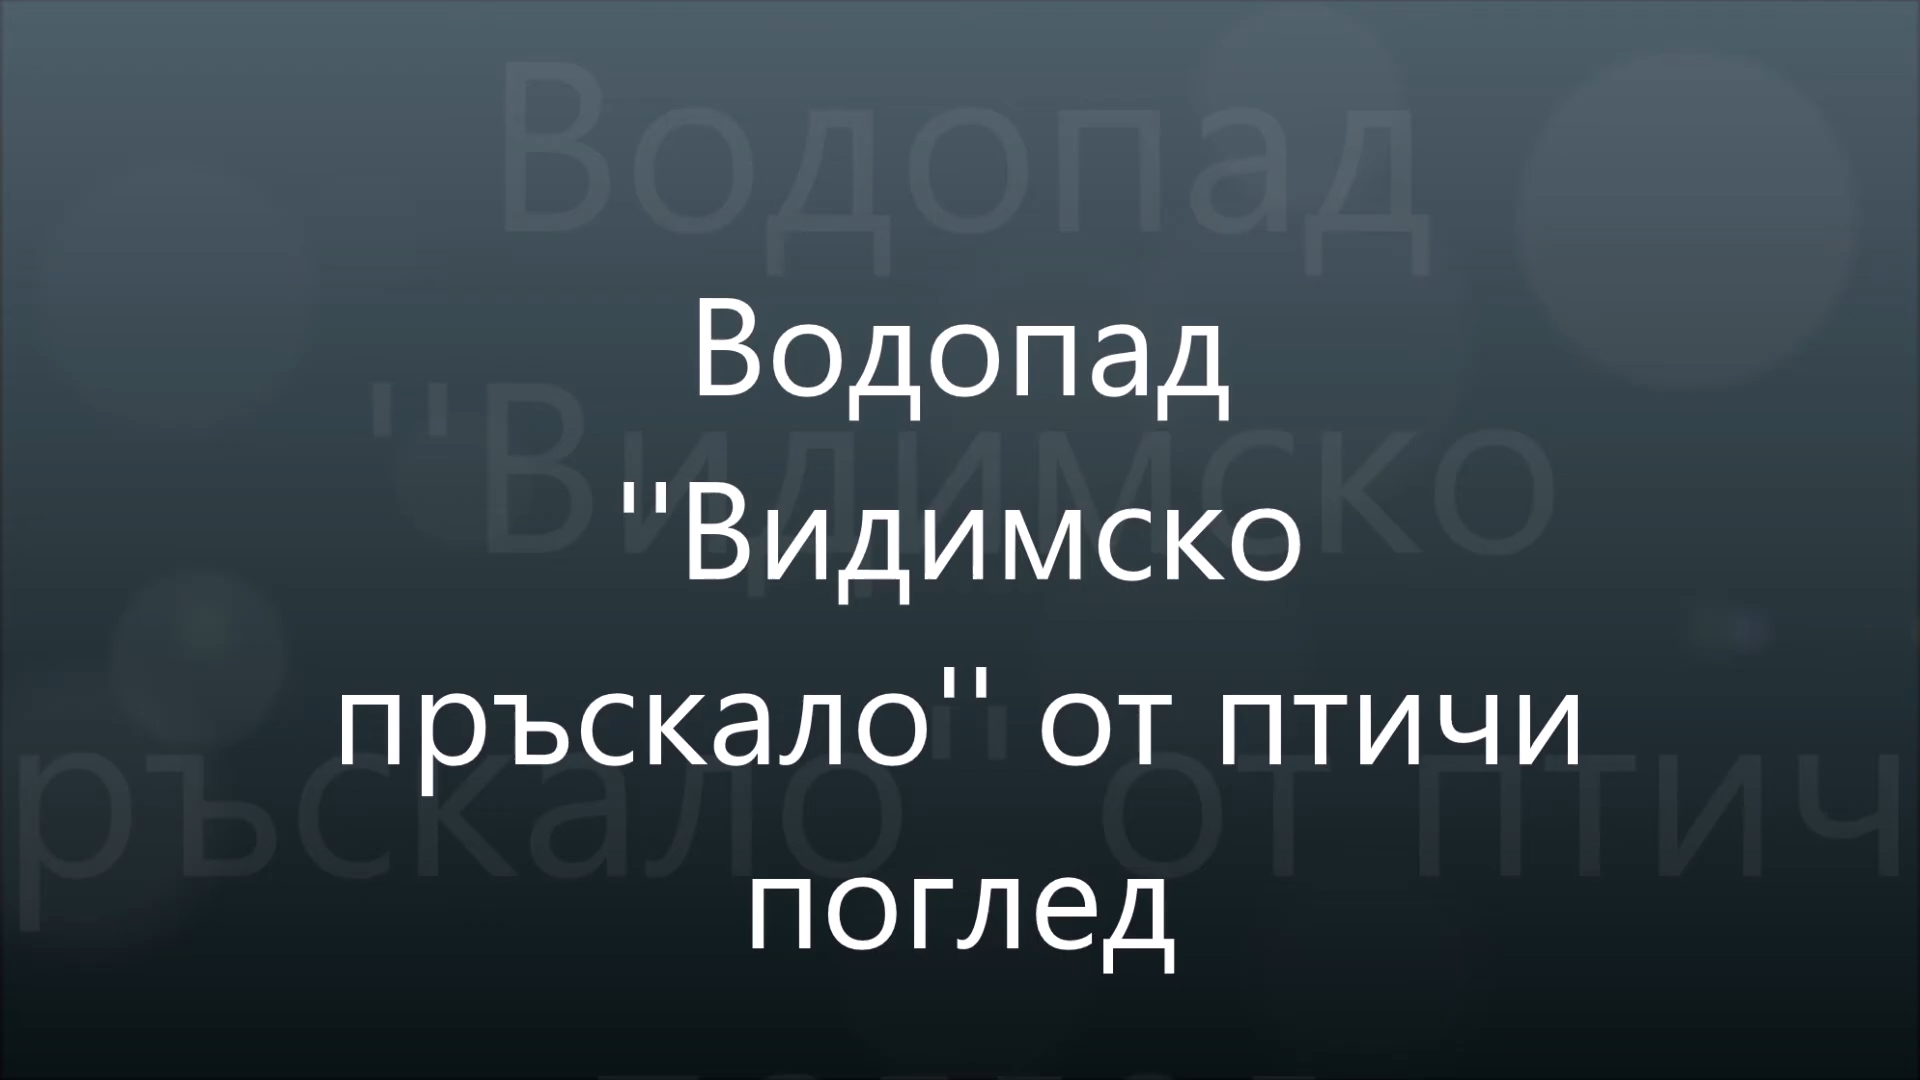 Водопад
"Видимско
пръскало" от птичи
поглед